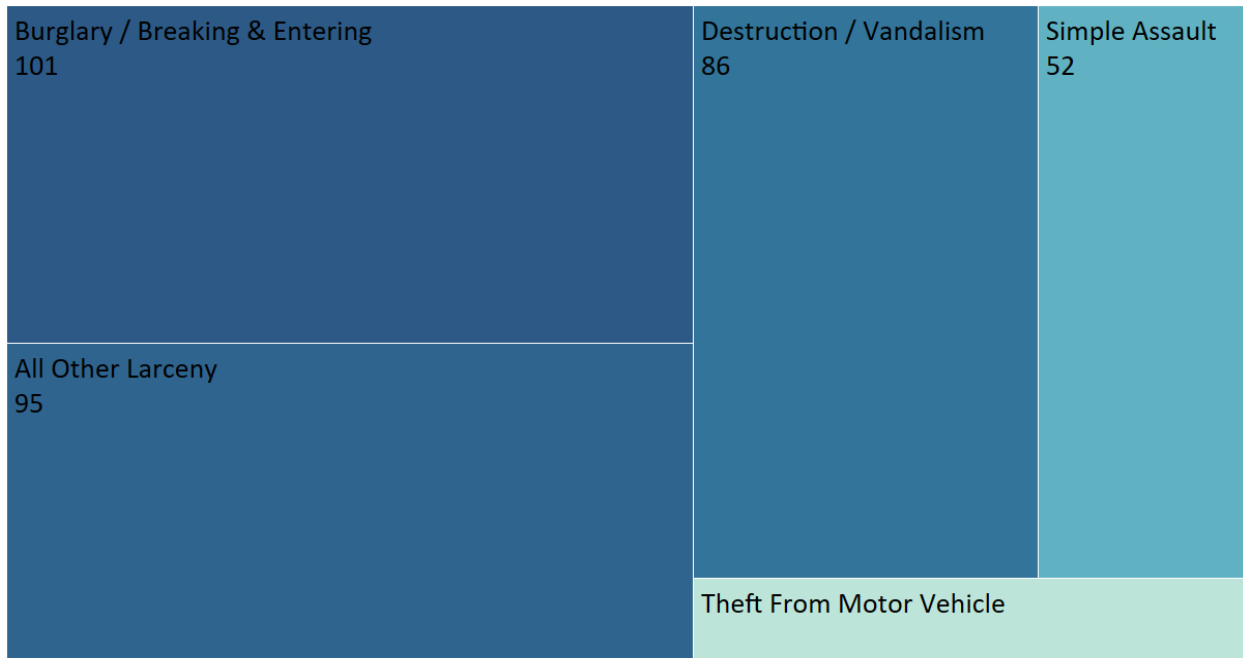 Burglary / Breaking & Entering
101
All Other Larceny
95
Destruction / Vandalism
86
Simple Assault
52
Theft From Motor Vehicle